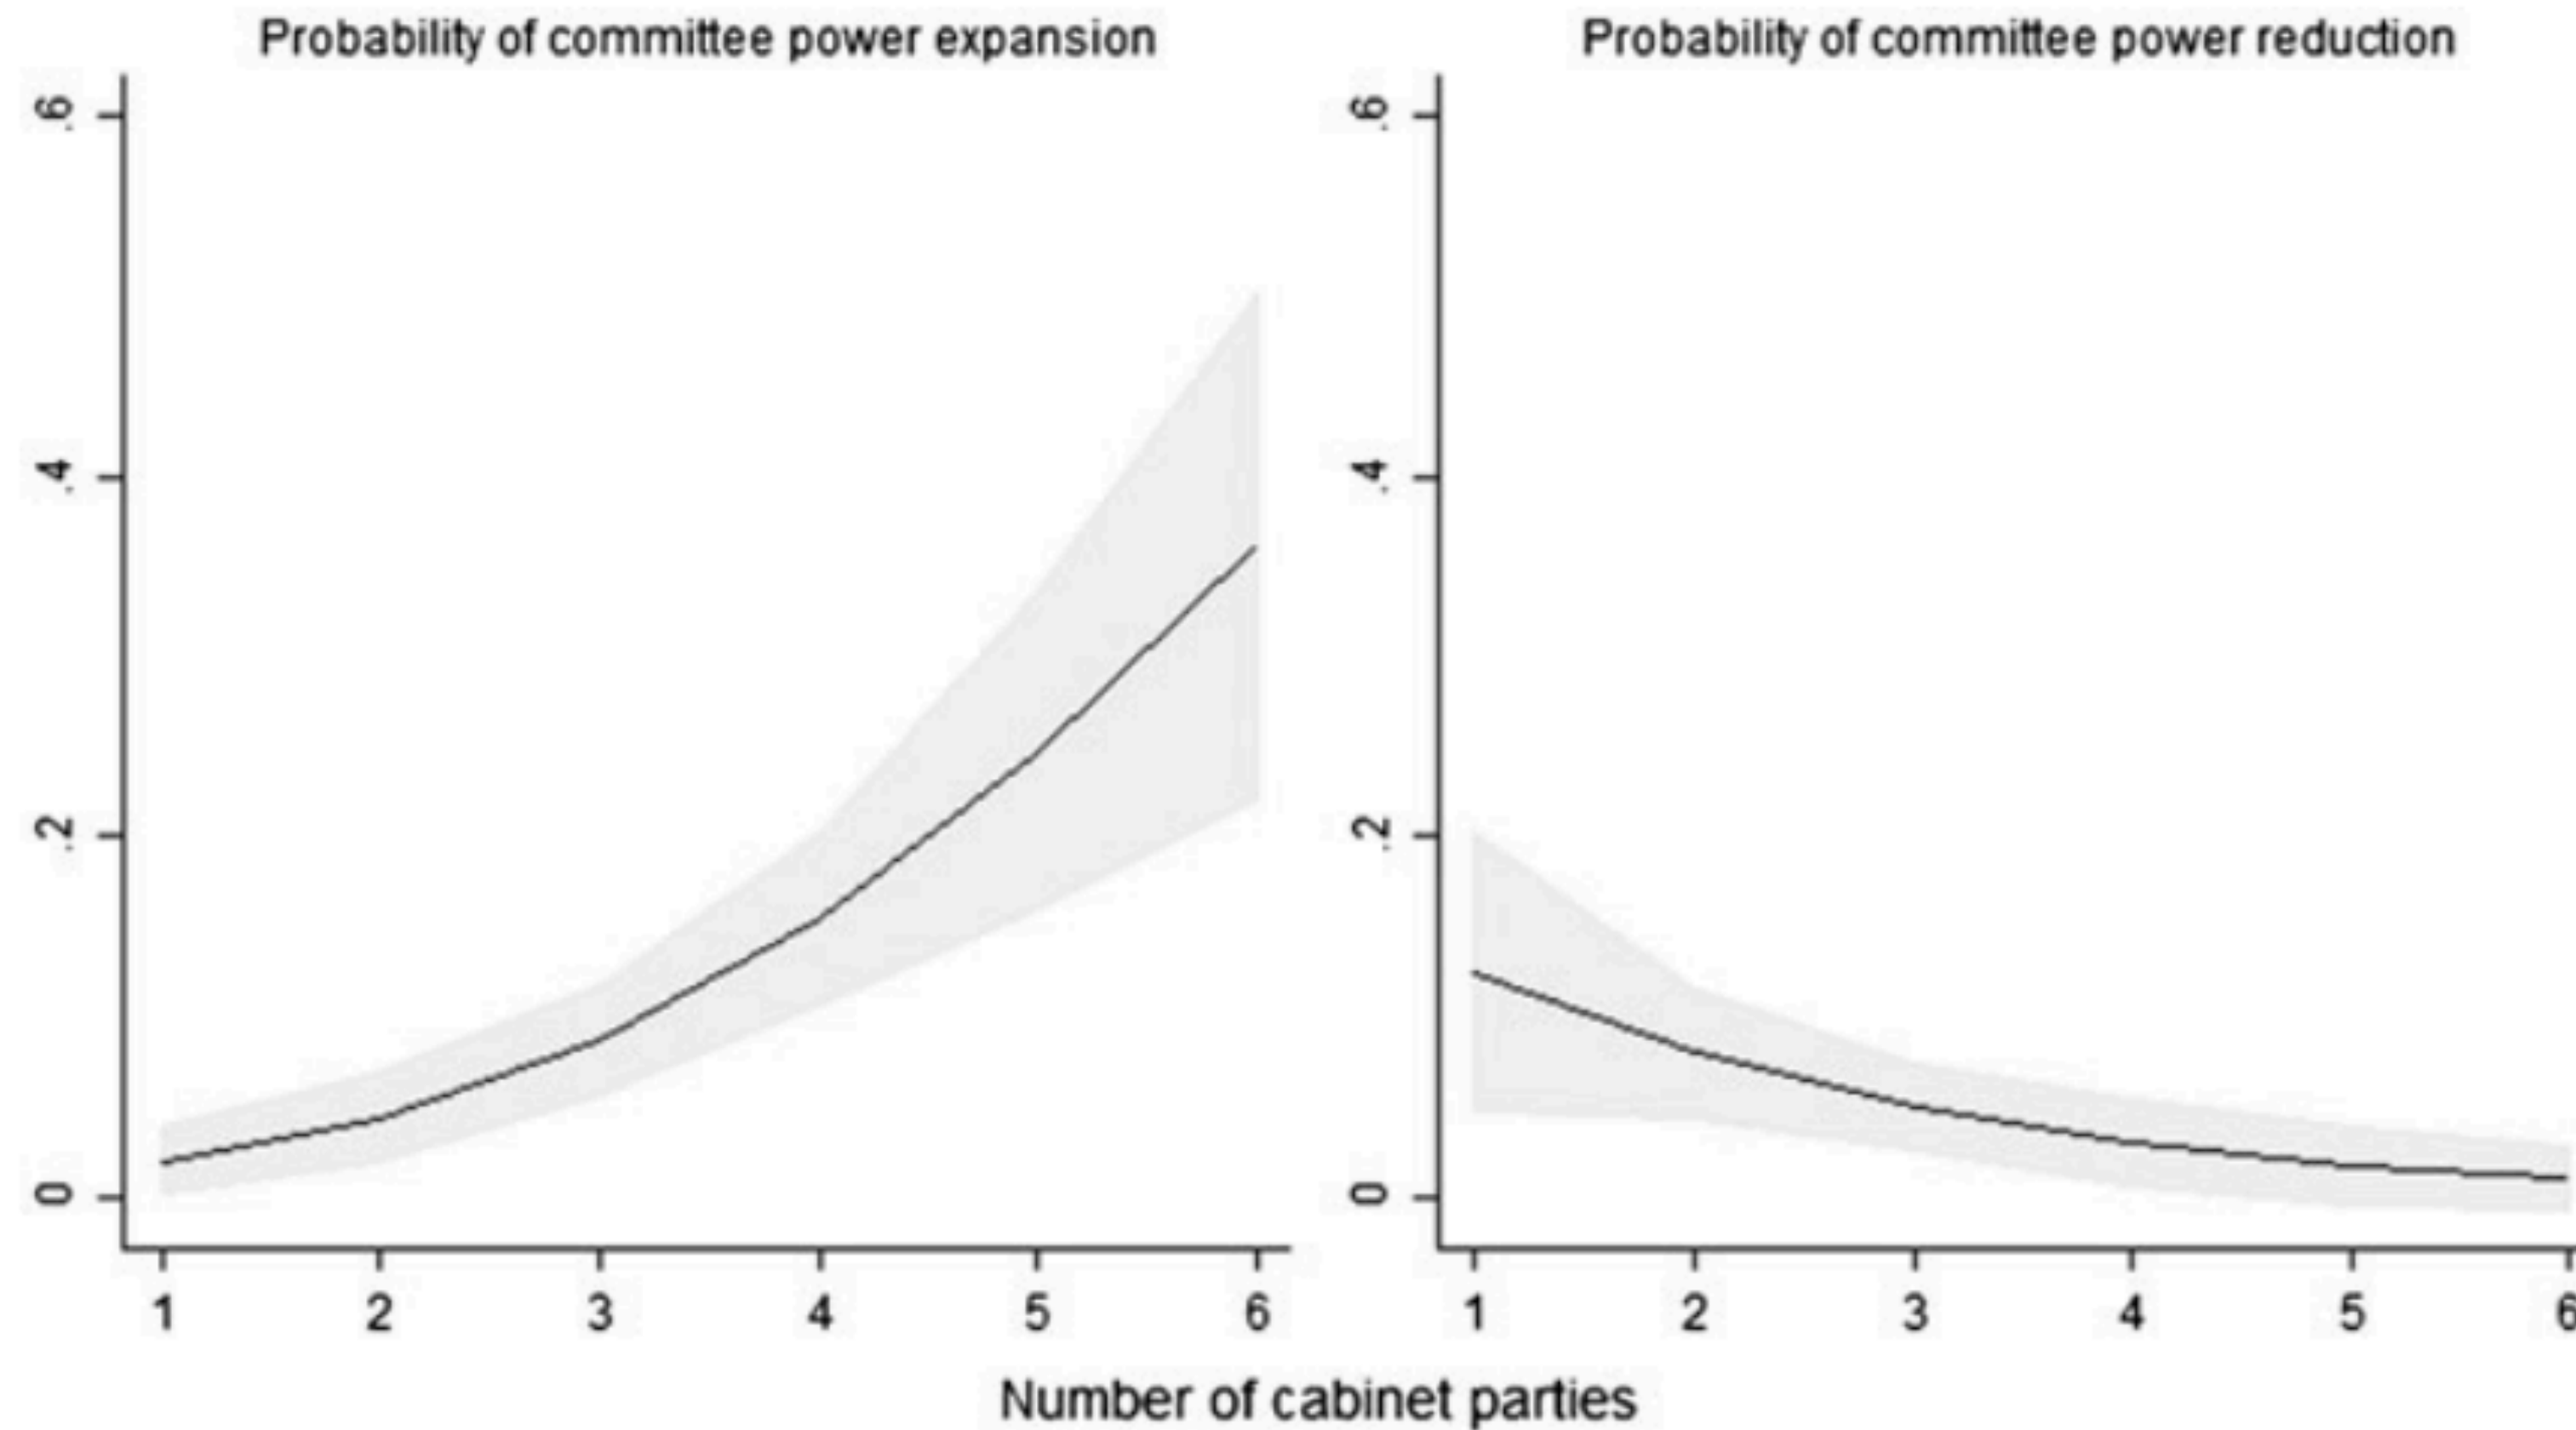 Probability of committee power expansion
.6
.4
.2
0
1 2 3 4 5 6
Probability of committee power reduction
.6
.4
.2
0
1 2 3 4 5 6
Number of cabinet parties